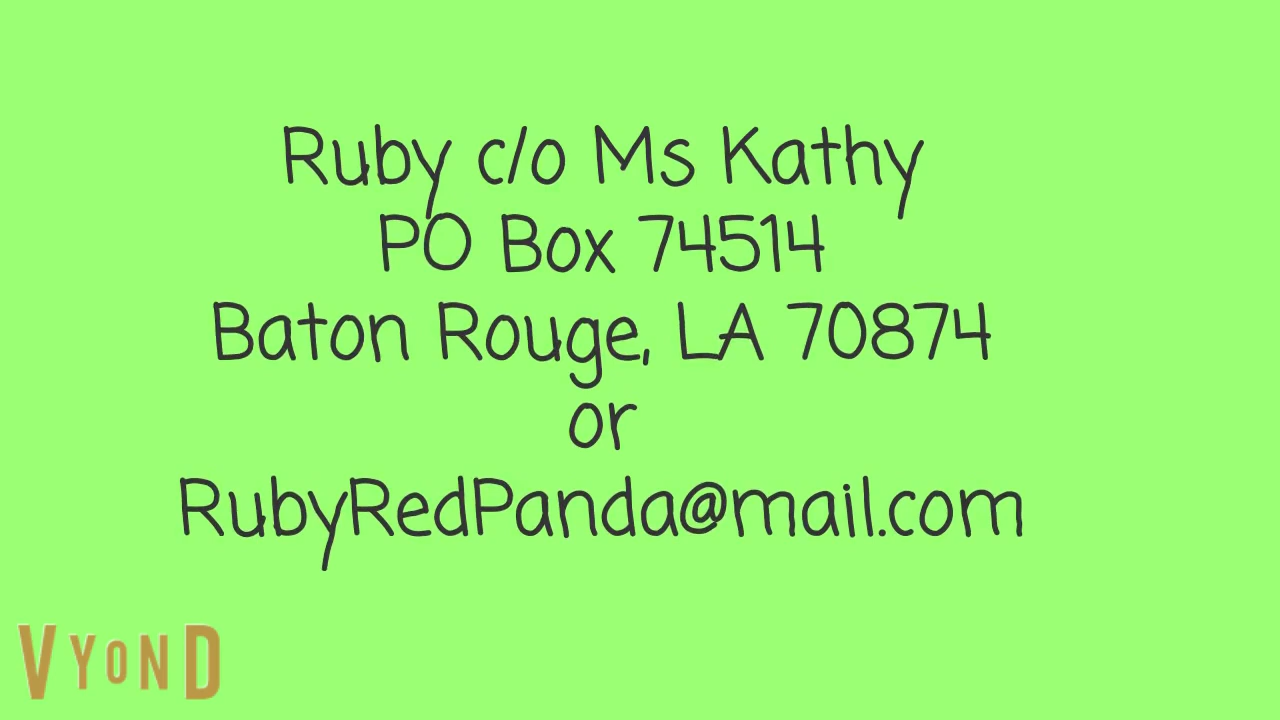 Ruby c/o Ms Kathy
PO Box 74514
Baton Rouge, LA 70874
or
RubyRedPanda@mail.com
VYOND